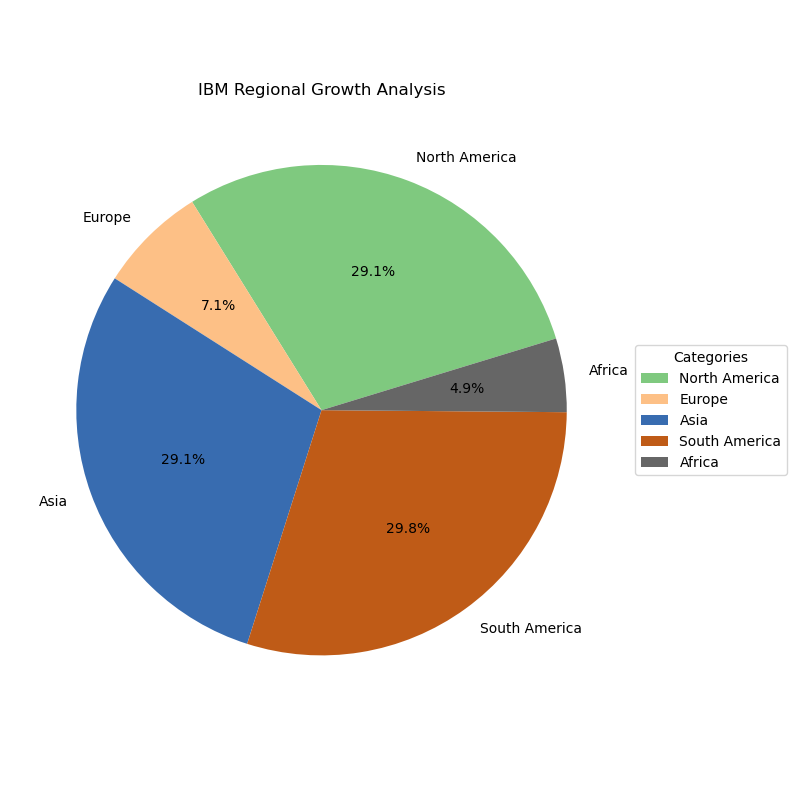 IBM Regional Growth Analysis
North America
Europe
29.1%
7.1%
Africa
4.9%
Asia
29.1%
29.8%
South America
Categories
North America
Europe
Asia
South America
Africa